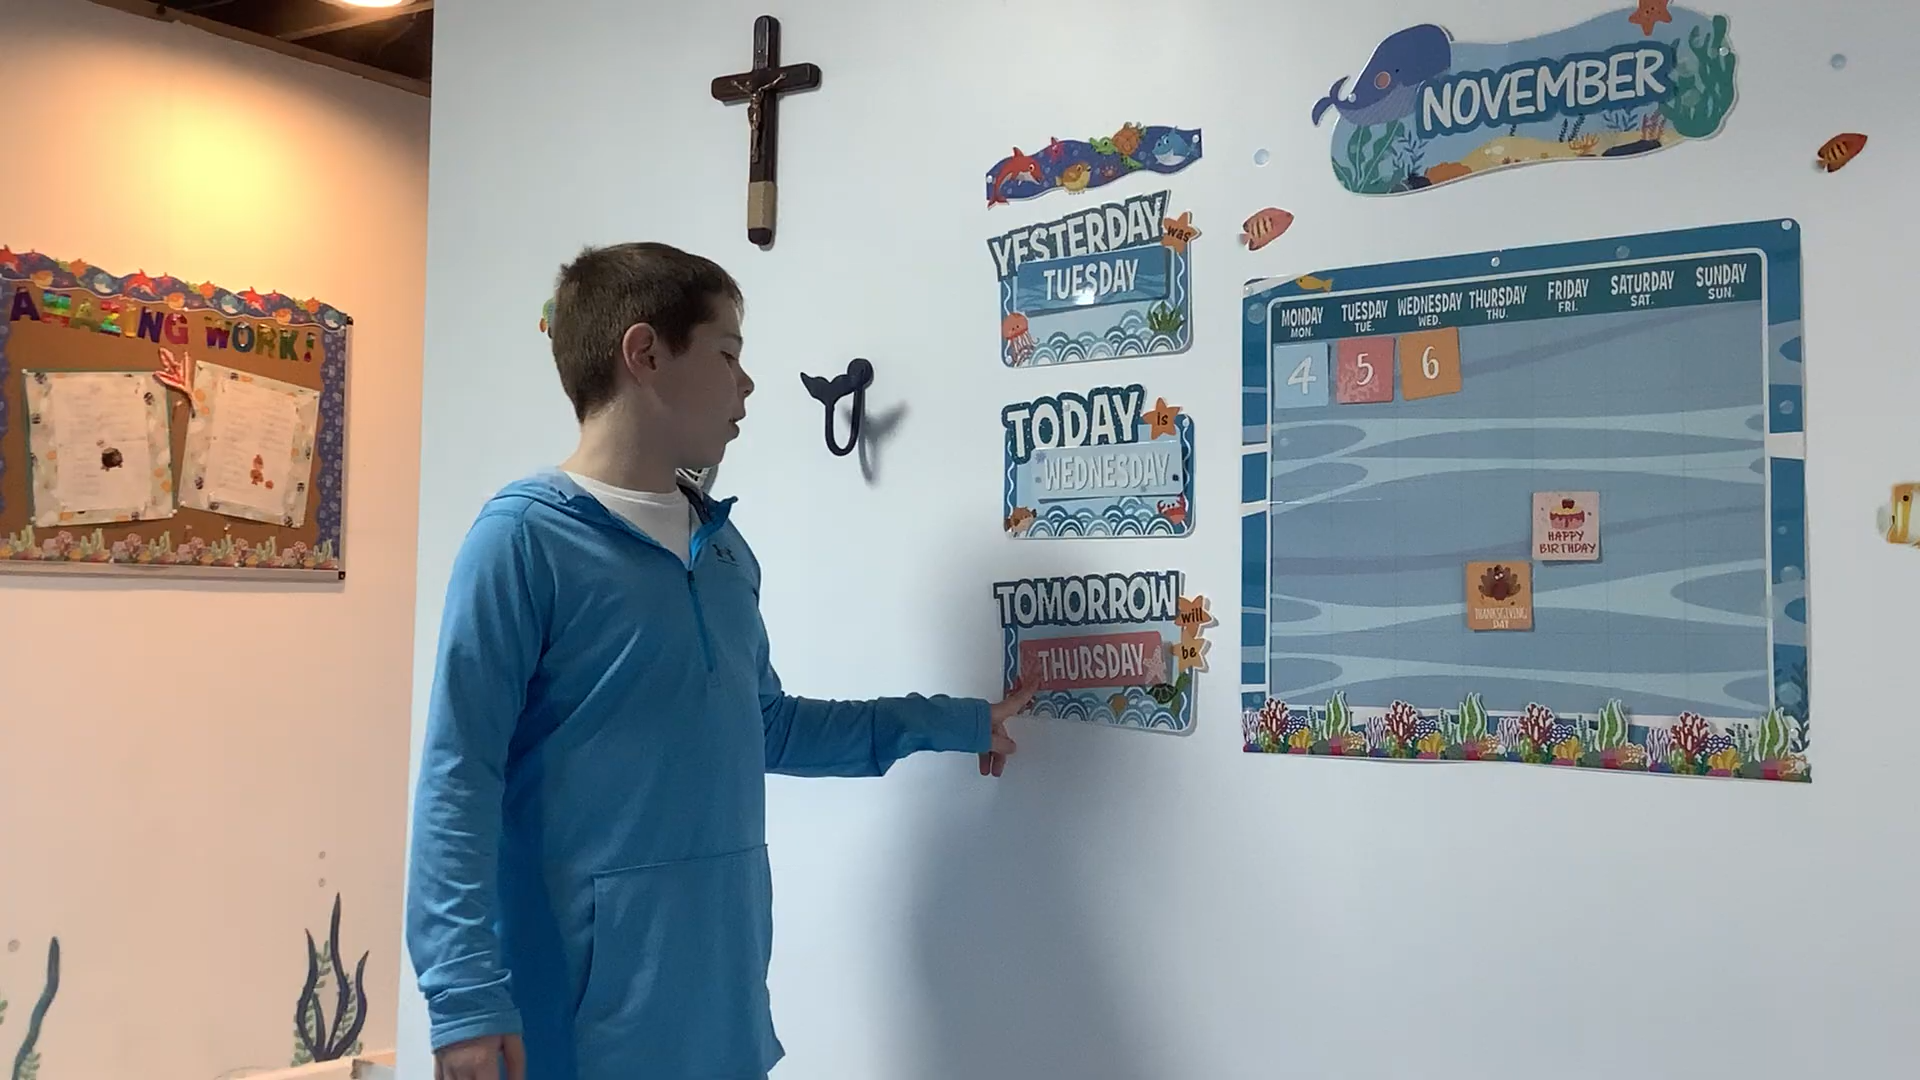 AMAZING WORK!
YESTERDAY was
TUESDAY
TODAY is
WEDNESDAY
TOMORROW will be
THURSDAY
NOVEMBER
MONDAY TUESDAY WEDNESDAY THURSDAY FRIDAY SATURDAY SUNDAY
MON. TUE. WED. THU. FRI. SAT. SUN.
4 5 6
HAPPY
BIRTHDAY
THANKSGIVING
DAY